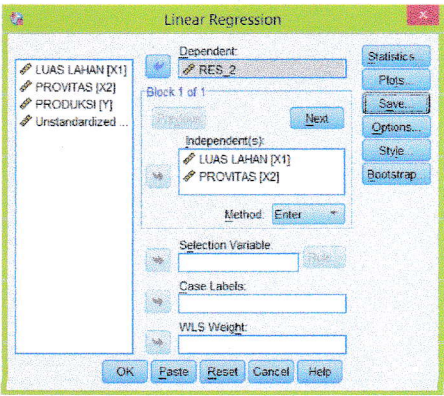 Linear Regression
LUAS LAHAN [X1]
PROVITAS [X2]
PRODUKSI [Y]
Unstandardized ...
Dependent:
RES_2
Block 1 of 1
Previous
Next
Independent(s):
LUAS LAHAN [X1]
PROVITAS [X2]
Method: Enter
Selection Variable:
Rule...
Case Labels:
WLS Weight:
Statistics...
Plots...
Save...
Options...
Style...
Bootstrap...
OK Paste Reset Cancel Help